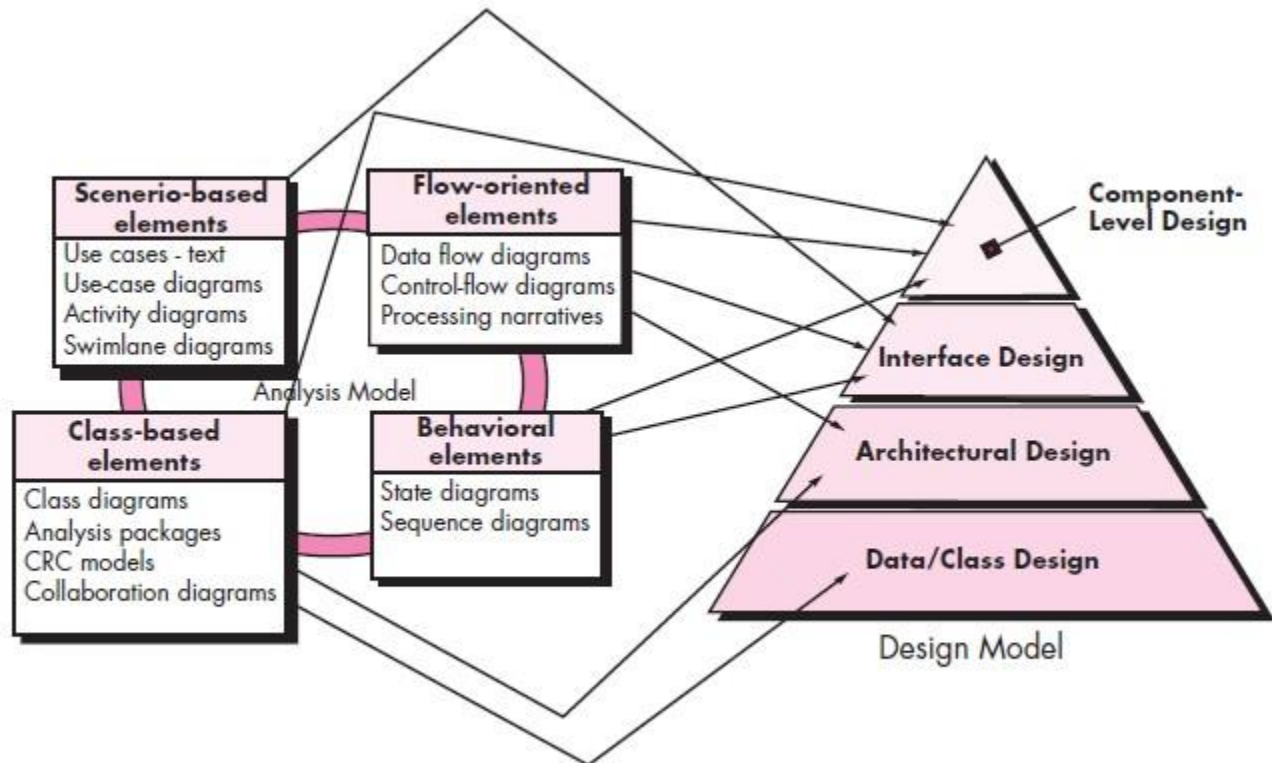 Scenerio-based
elements
Use cases - text
Use-case diagrams
Activity diagrams
Swimlane diagrams
Flow-oriented
elements
Data flow diagrams
Control-flow diagrams
Processing narratives
Analysis Model
Class-based
elements
Class diagrams
Analysis packages
CRC models
Collaboration diagrams
Behavioral
elements
State diagrams
Sequence diagrams
Component-
Level Design
Interface Design
Architectural Design
Data/Class Design
Design Model